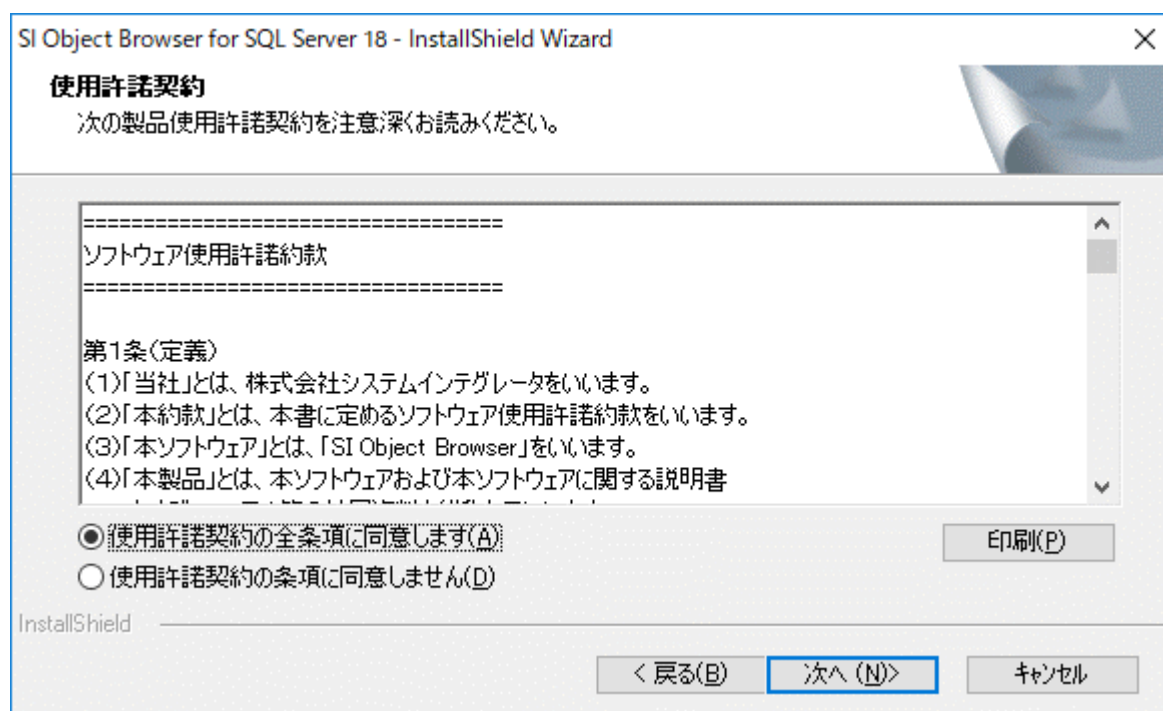 SI Object Browser for SQL Server 18 - InstallShield Wizard
使用許諾契約
次の製品使用許諾契約を注意深くお読みください。
===================================
ソフトウェア使用許諾約款
===================================
第1条(定義)
(1)「当社」とは、株式会社システムインテグレータをいいます。
(2)「本約款」とは、本書に定めるソフトウェア使用許諾約款をいいます。
(3)「本ソフトウェア」とは、「SI Object Browser」をいいます。
(4)「本製品」とは、本ソフトウェアおよび本ソフトウェアに関する説明書
使用許諾契約の全条項に同意します(A)
印刷(P)
使用許諾契約の条項に同意しません(D)
InstallShield
< 戻る(B)
次へ (N)>
キャンセル